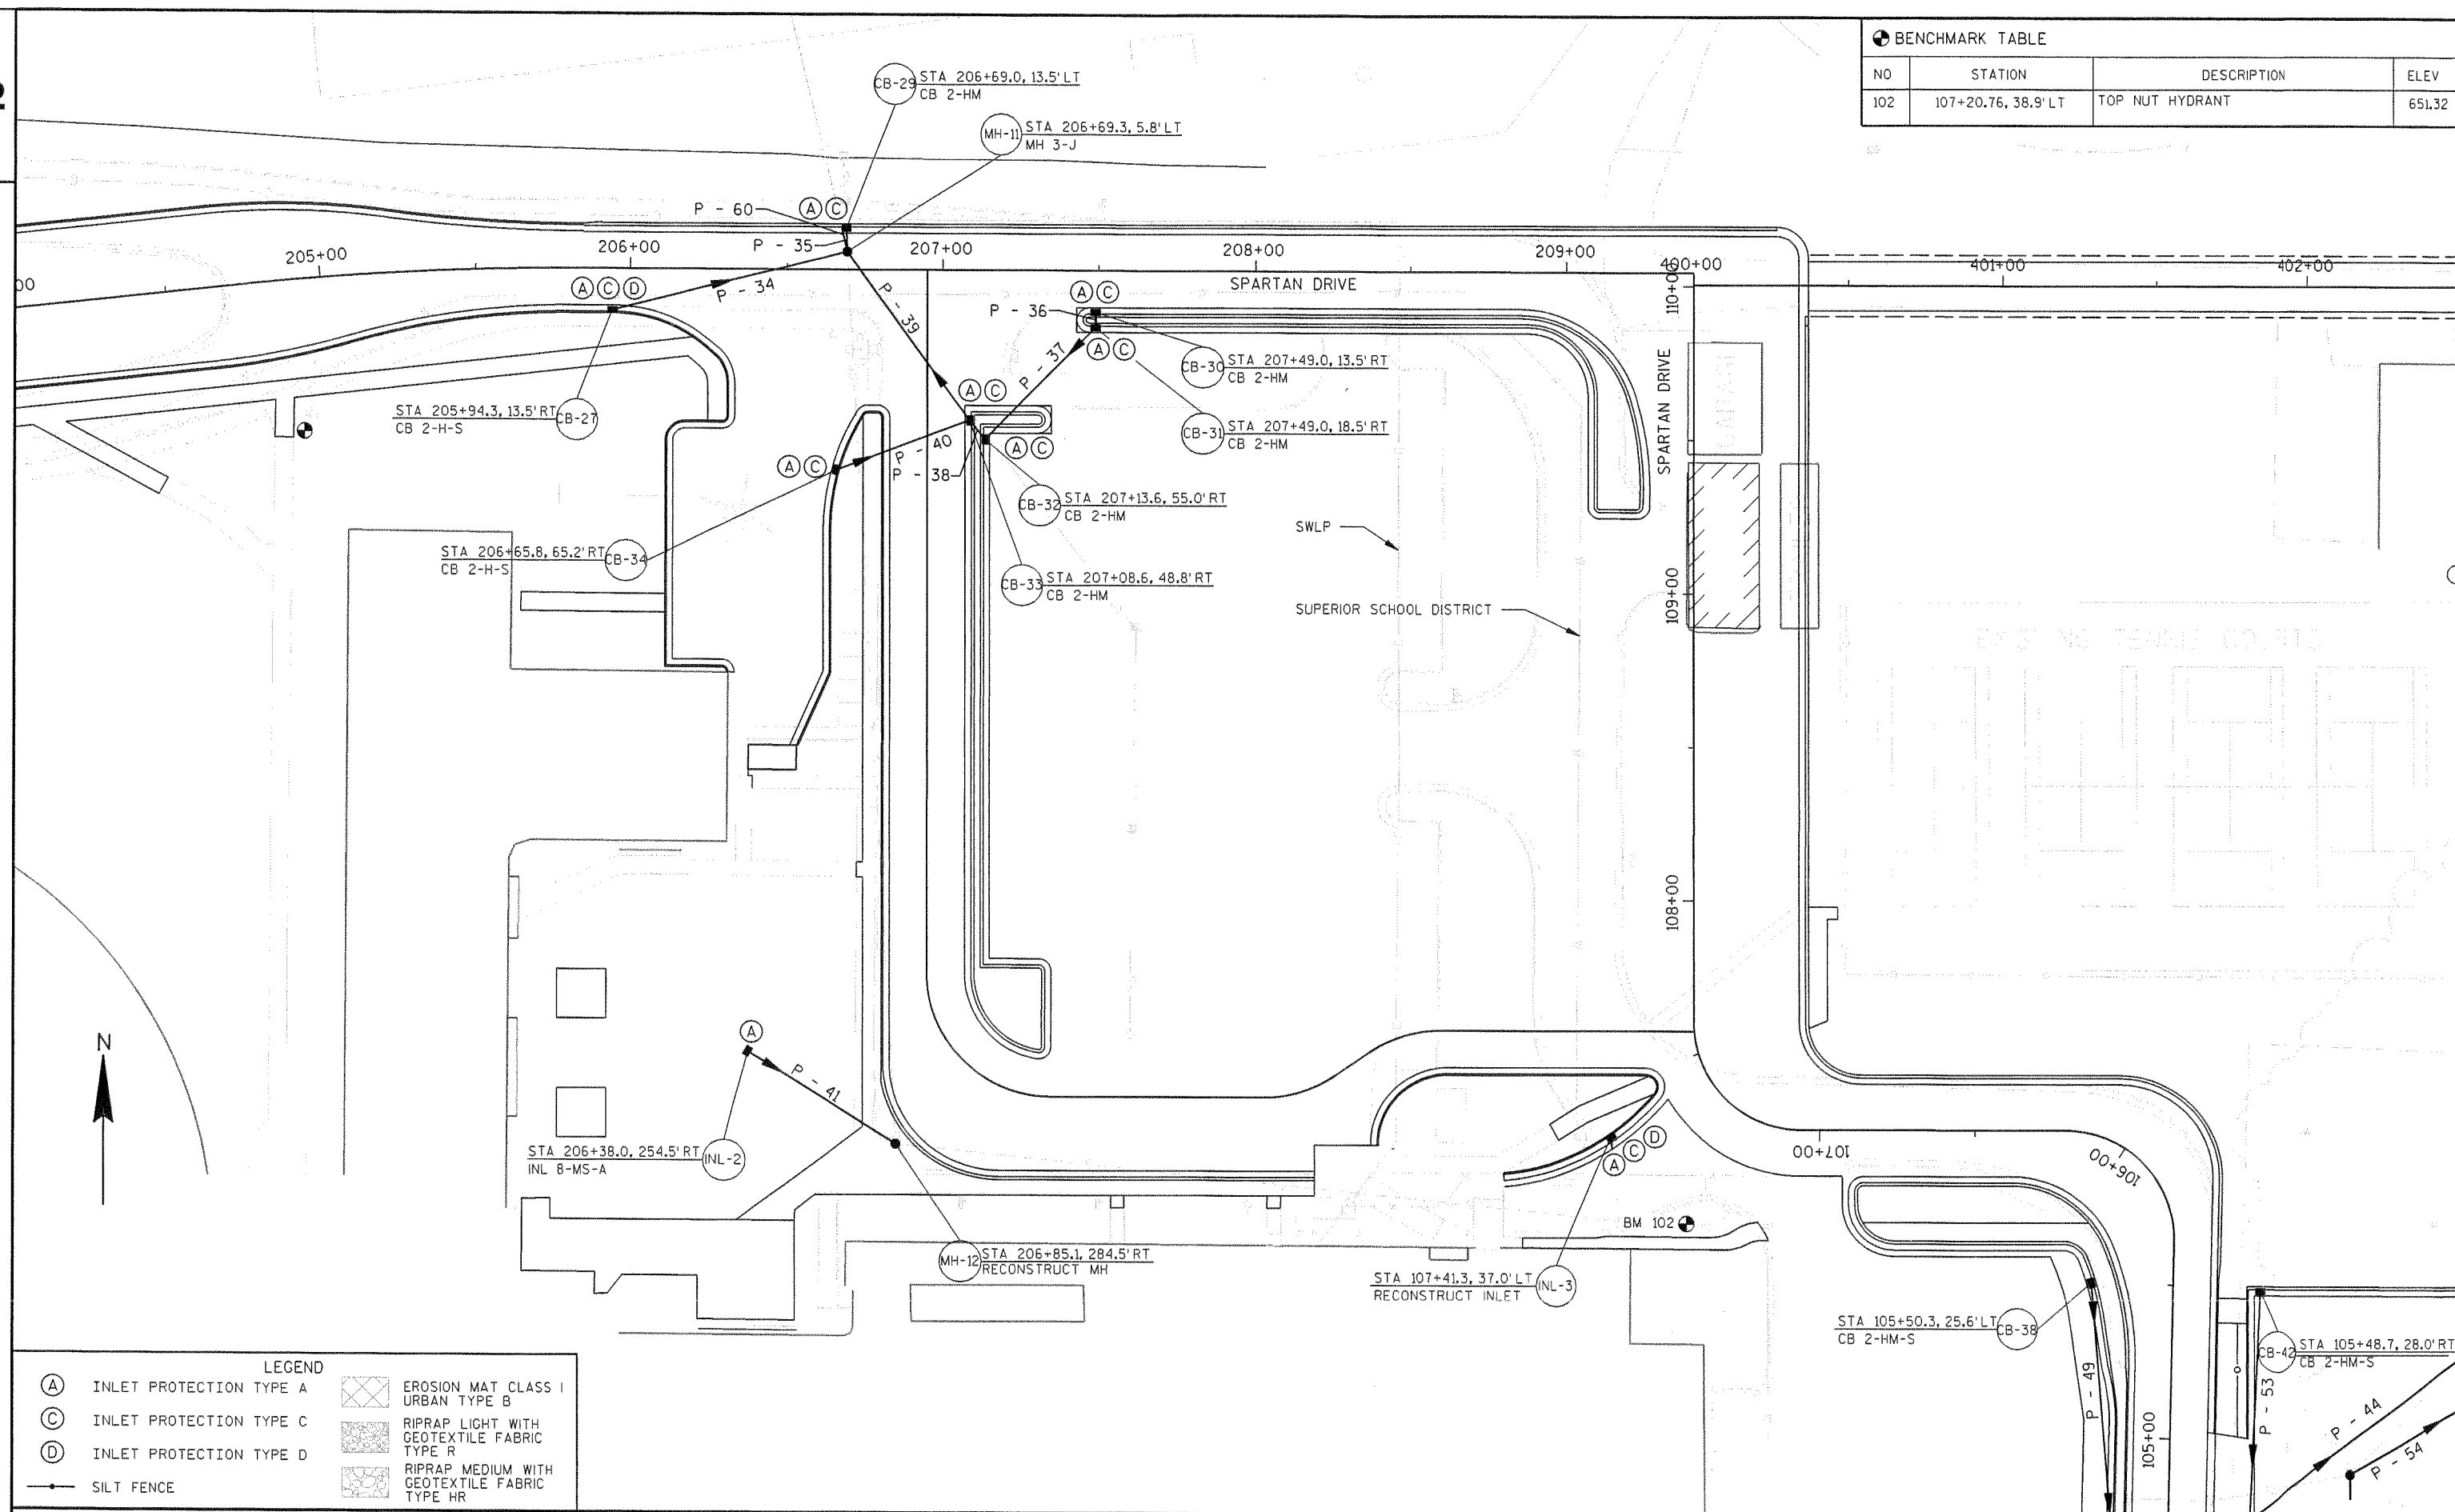 BENCHMARK TABLE
NO STATION DESCRIPTION ELEV
102 107+20.76, 38.9' LT TOP NUT HYDRANT 651.32
CB-29 STA 206+69.0, 13.5' LT
CB 2-HM
MH-11 STA 206+69.3, 5.8' LT
MH 3-J
P - 60 A C
P - 35
205+00 206+00 207+00 208+00 209+00 400+00 401+00 402+00
00
A C D
P - 34
P - 39
SPARTAN DRIVE
110+00
P - 36 A C
A C
P - 37
CB-30 STA 207+49.0, 13.5' RT
CB 2-HM
SPARTAN DRIVE
STA 205+94.3, 13.5' RT CB-27
CB 2-H-S
A C
CB-31 STA 207+49.0, 18.5' RT
CB 2-HM
A C
P - 40
P - 38
A C
CB-32 STA 207+13.6, 55.0' RT
CB 2-HM
SWLP
STA 206+65.8, 65.2' RT CB-34
CB 2-H-S
CB-33 STA 207+08.6, 48.8' RT
CB 2-HM
109+00
SUPERIOR SCHOOL DISTRICT
108+00
N
A
P - 41
STA 206+38.0, 254.5' RT INL-2
INL 8-MS-A
A C D
107+00
106+00
BM 102
MH-12 STA 206+85.1, 284.5' RT
RECONSTRUCT MH
STA 107+41.3, 37.0' LT INL-3
RECONSTRUCT INLET
STA 105+50.3, 25.6' LT CB-38
CB 2-HM-S
CB-42 STA 105+48.7, 28.0' RT
CB 2-HM-S
P - 49
P - 53
P - 44
P - 54
105+00
LEGEND
A INLET PROTECTION TYPE A
C INLET PROTECTION TYPE C
D INLET PROTECTION TYPE D
SILT FENCE
EROSION MAT CLASS I
URBAN TYPE B
RIPRAP LIGHT WITH
GEOTEXTILE FABRIC
TYPE R
RIPRAP MEDIUM WITH
GEOTEXTILE FABRIC
TYPE HR